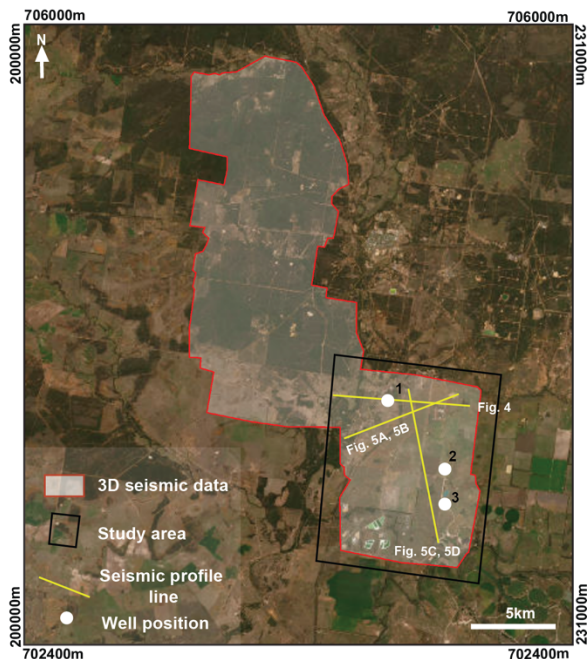 706000m
706000m
200000m
231000m
N
1
Fig. 4
Fig. 5A, 5B
2
3
3D seismic data
Study area
Fig. 5C, 5D
Seismic profile
line
Well position
5km
200000m
231000m
702400m
702400m